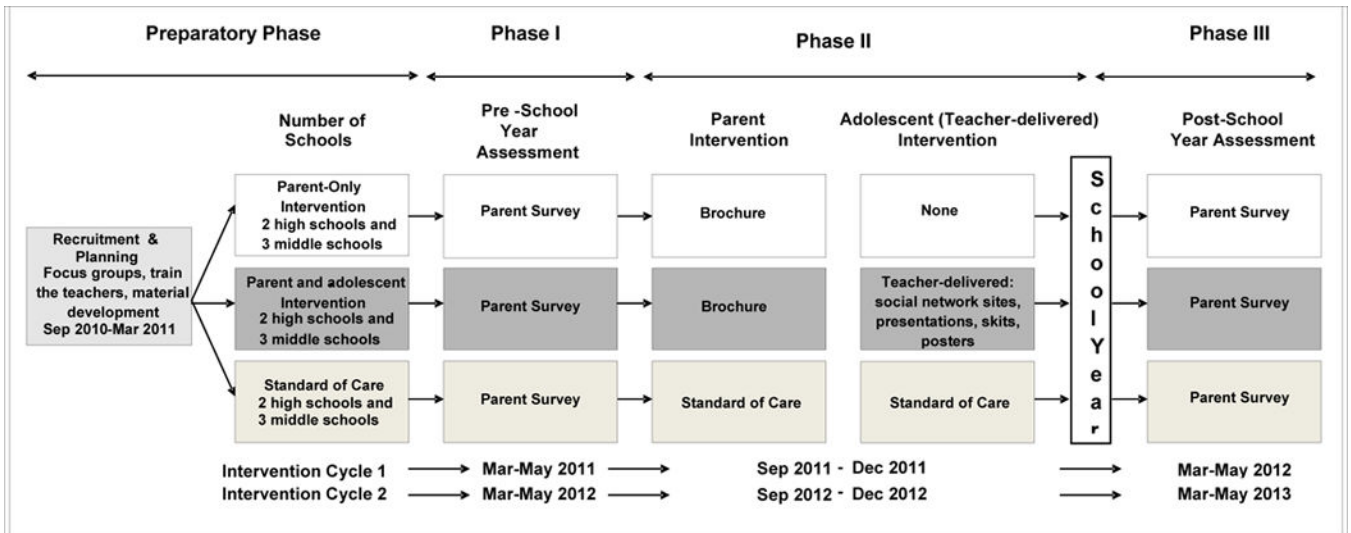 Preparatory Phase
Phase I
Phase II
Phase III
Number of
Schools
Pre -School
Year
Assessment
Parent
Intervention
Adolescent (Teacher-delivered)
Intervention
Post-School
Year Assessment
Recruitment &
Planning
Focus groups, train
the teachers, material
development
Sep 2010-Mar 2011
Parent-Only
Intervention
2 high schools and
3 middle schools
Parent Survey
Brochure
None
Parent Survey
Parent and adolescent
Intervention
2 high schools and
3 middle schools
Parent Survey
Brochure
Teacher-delivered:
social network sites,
presentations, skits,
posters
Parent Survey
Standard of Care
2 high schools and
3 middle schools
Parent Survey
Standard of Care
Standard of Care
Parent Survey
School Year
Intervention Cycle 1
Mar-May 2011
Sep 2011 - Dec 2011
Mar-May 2012
Intervention Cycle 2
Mar-May 2012
Sep 2012 - Dec 2012
Mar-May 2013